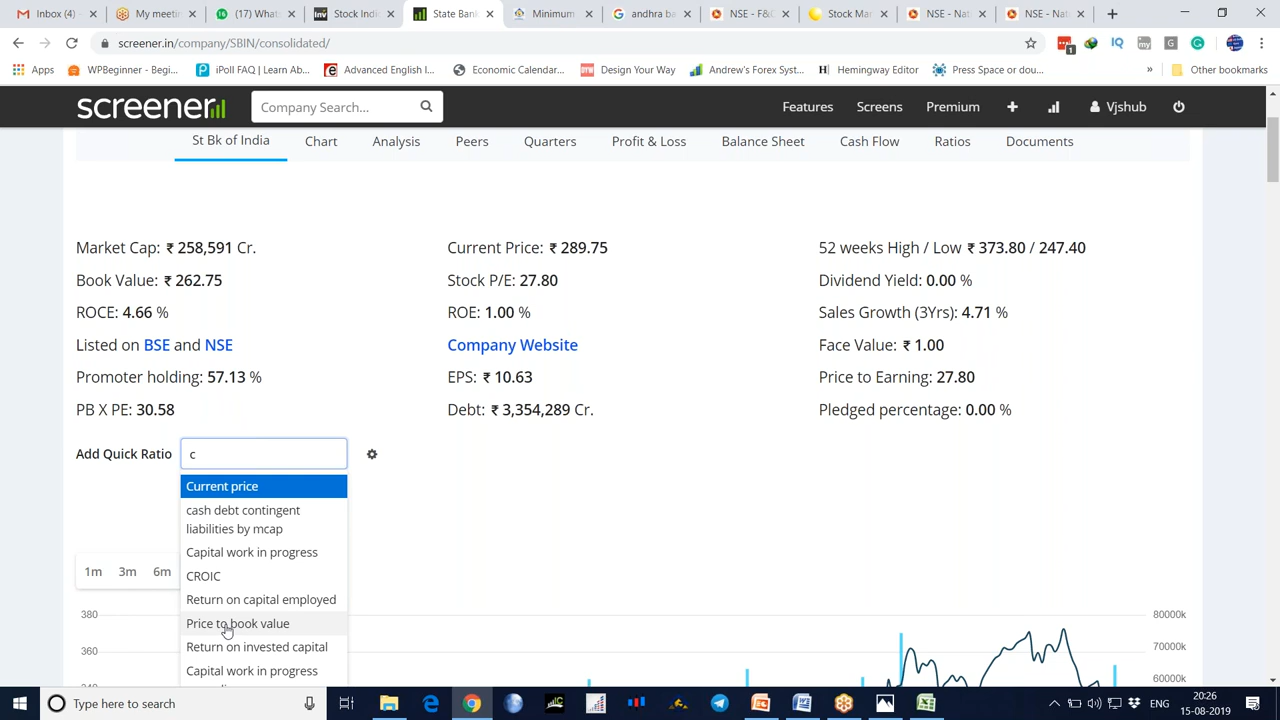 Inbox (
My meetin
(17) Whats
Stock Indi
State Bank
Minimum
andhra ba
NSE - F&O
Stock Mar
NSE - Nati
NSE - Nati
screener.in/company/SBIN/consolidated/
Apps
WPBeginner - Begi...
iPoll FAQ | Learn Ab...
Advanced English I...
Economic Calendar...
Design Your Way
Andrew's Forex Syst...
Hemingway Editor
Press Space or dou...
»
Other bookmarks
screener
Company Search...
Features
Screens
Premium
Vjshub
St Bk of India
Chart
Analysis
Peers
Quarters
Profit & Loss
Balance Sheet
Cash Flow
Ratios
Documents
Market Cap: ₹ 258,591 Cr.
Current Price: ₹ 289.75
52 weeks High / Low ₹ 373.80 / 247.40
Book Value: ₹ 262.75
Stock P/E: 27.80
Dividend Yield: 0.00 %
ROCE: 4.66 %
ROE: 1.00 %
Sales Growth (3Yrs): 4.71 %
Listed on BSE and NSE
Company Website
Face Value: ₹ 1.00
Promoter holding: 57.13 %
EPS: ₹ 10.63
Price to Earning: 27.80
PB X PE: 30.58
Debt: ₹ 3,354,289 Cr.
Pledged percentage: 0.00 %
Add Quick Ratio
c
Current price
cash debt contingent
liabilities by mcap
Capital work in progress
CROIC
Return on capital employed
Price to book value
Return on invested capital
Capital work in progress
1m
3m
6m
380
360
80000k
70000k
60000k
Type here to search
ENG
20:26
15-08-2019